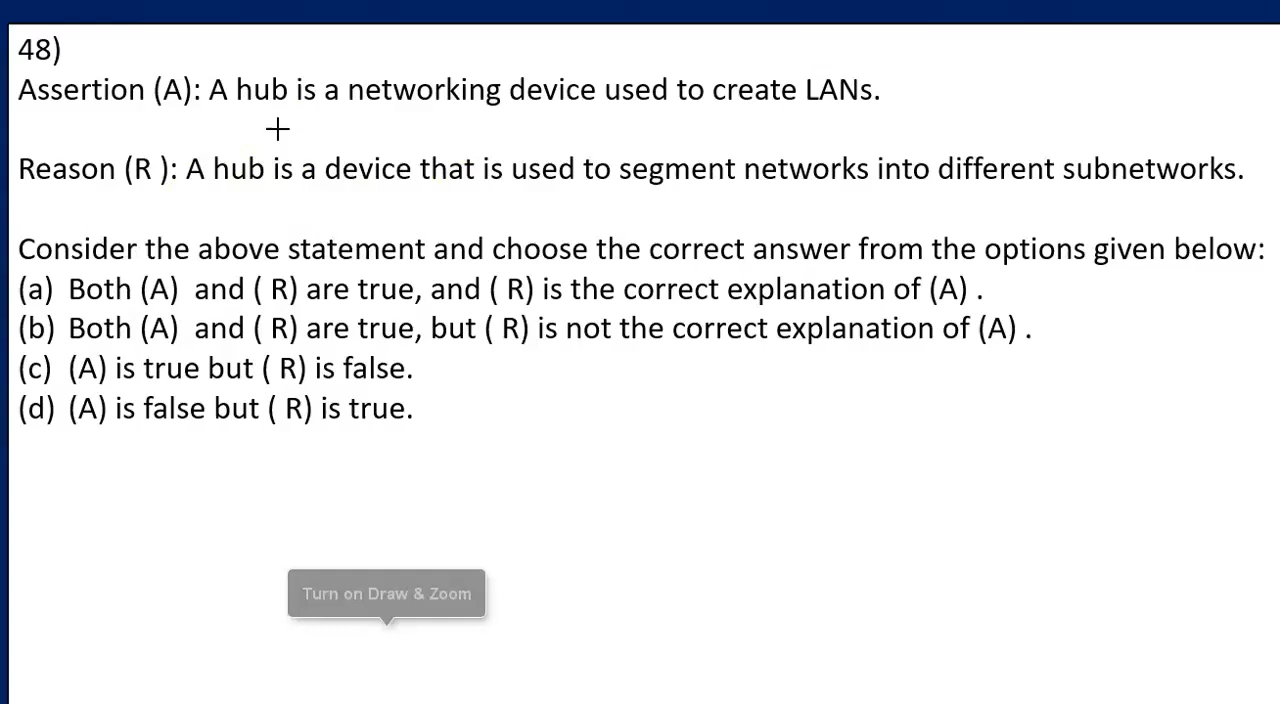 48)
Assertion (A): A hub is a networking device used to create LANs.
Reason (R ): A hub is a device that is used to segment networks into different subnetworks.
Consider the above statement and choose the correct answer from the options given below:
(a) Both (A) and ( R) are true, and ( R) is the correct explanation of (A) .
(b) Both (A) and ( R) are true, but ( R) is not the correct explanation of (A) .
(c) (A) is true but ( R) is false.
(d) (A) is false but ( R) is true.
Turn on Draw & Zoom